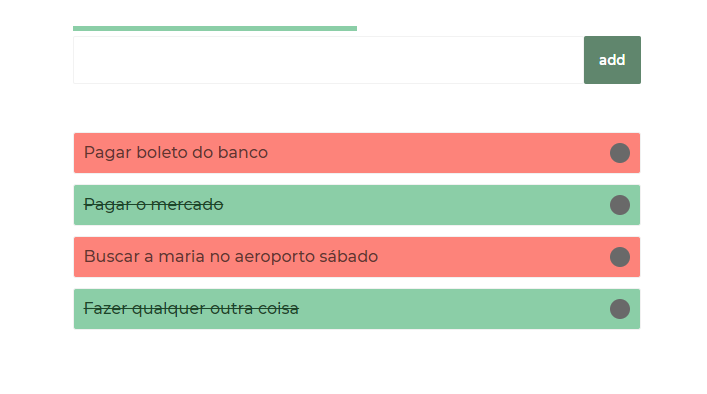 add
Pagar boleto do banco
Pagar o mercado
Buscar a maria no aeroporto sábado
Fazer qualquer outra coisa